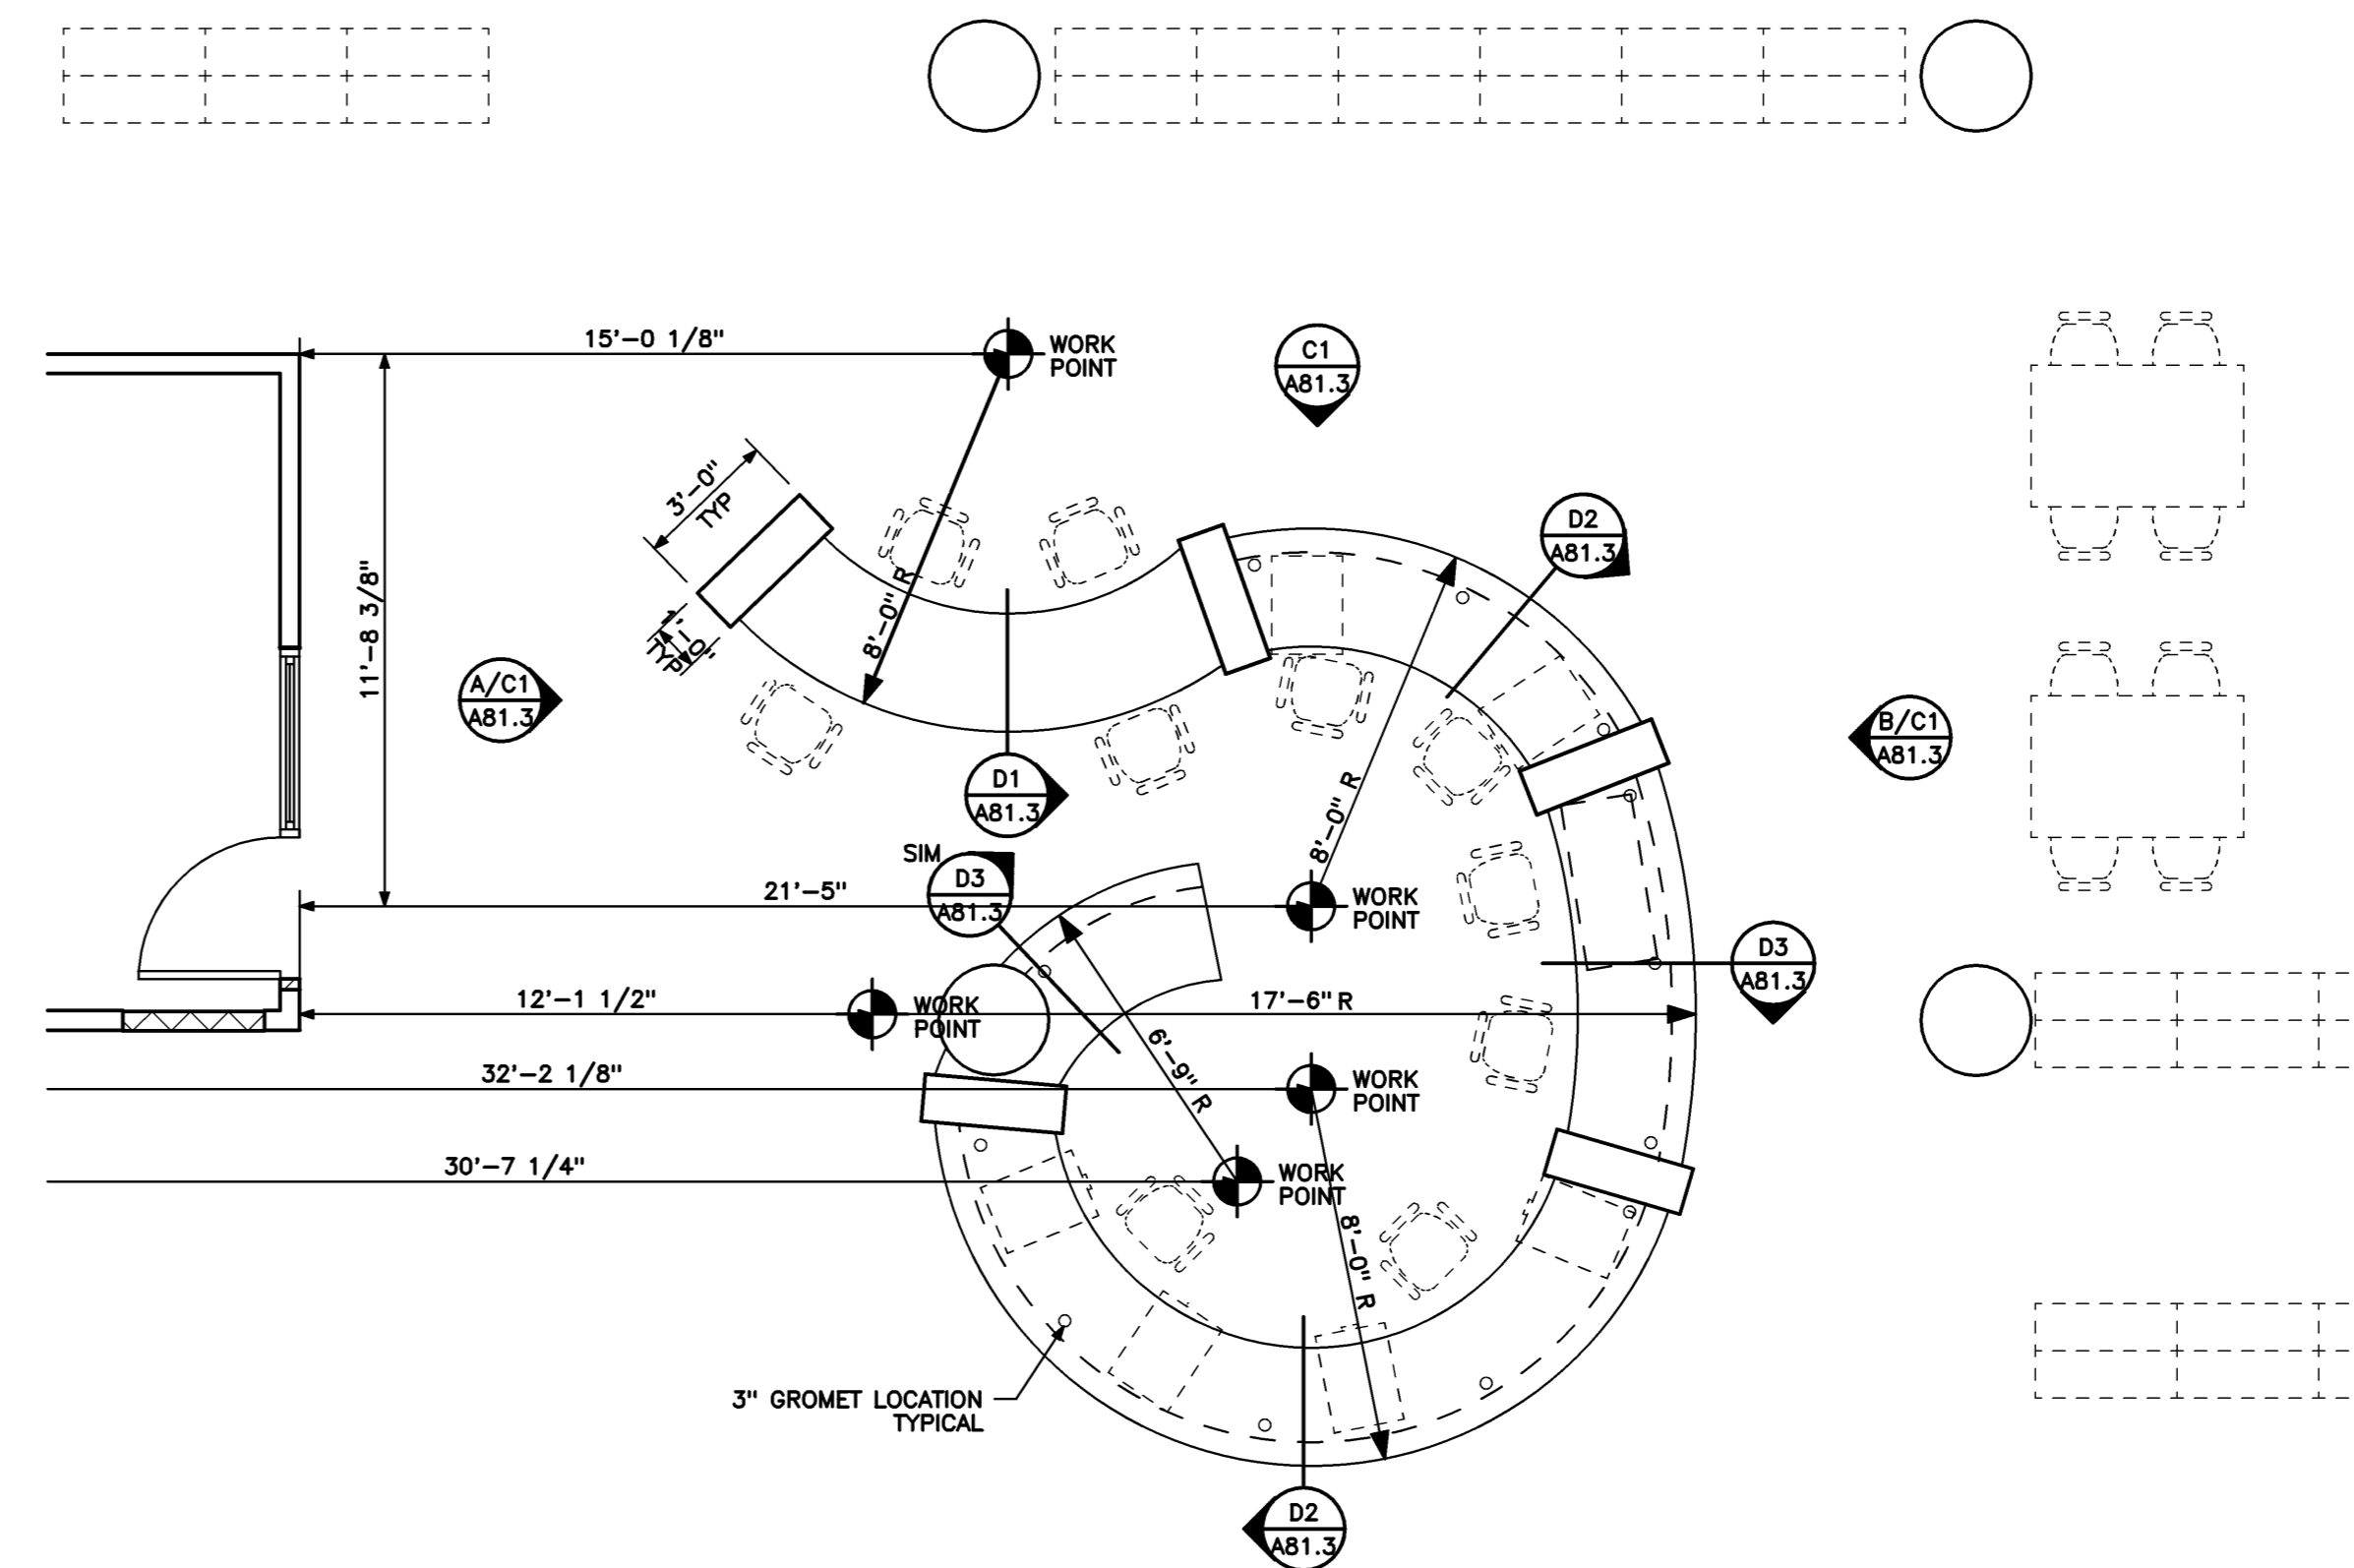 15'-0 1/8"
WORK
POINT
C1
A81.3
3'-0"
TYP
D2
A81.3
8'-0" R
11'-8 3/8"
1'-0"
TYP
A/C1
A81.3
B/C1
A81.3
D1
A81.3
8'-0" R
SIM
D3
A81.3
21'-5"
WORK
POINT
D3
A81.3
12'-1 1/2"
WORK
POINT
17'-6" R
6'-9" R
32'-2 1/8"
WORK
POINT
30'-7 1/4"
WORK
POINT
8'-0" R
3" GROMET LOCATION
TYPICAL
D2
A81.3